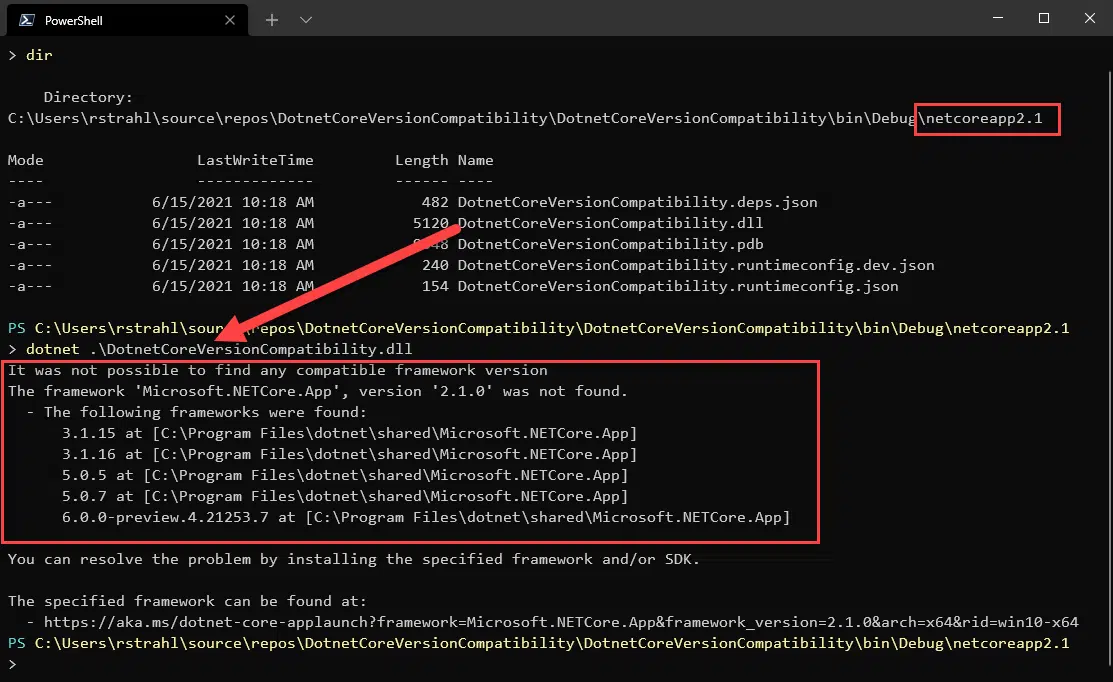 PowerShell
> dir
Directory:
C:\Users\rstrahl\source\repos\DotnetCoreVersionCompatibility\DotnetCoreVersionCompatibility\bin\Debug\netcoreapp2.1
Mode LastWriteTime Length Name
---- ------------- ------ ----
-a--- 6/15/2021 10:18 AM 482 DotnetCoreVersionCompatibility.deps.json
-a--- 6/15/2021 10:18 AM 5120 DotnetCoreVersionCompatibility.dll
-a--- 6/15/2021 10:18 AM DotnetCoreVersionCompatibility.pdb
-a--- 6/15/2021 10:18 AM 240 DotnetCoreVersionCompatibility.runtimeconfig.dev.json
-a--- 6/15/2021 10:18 AM 154 DotnetCoreVersionCompatibility.runtimeconfig.json
PS C:\Users\rstrahl\source\repos\DotnetCoreVersionCompatibility\DotnetCoreVersionCompatibility\bin\Debug\netcoreapp2.1
> dotnet .\DotnetCoreVersionCompatibility.dll
It was not possible to find any compatible framework version
The framework 'Microsoft.NETCore.App', version '2.1.0' was not found.
- The following frameworks were found:
3.1.15 at [C:\Program Files\dotnet\shared\Microsoft.NETCore.App]
3.1.16 at [C:\Program Files\dotnet\shared\Microsoft.NETCore.App]
5.0.5 at [C:\Program Files\dotnet\shared\Microsoft.NETCore.App]
5.0.7 at [C:\Program Files\dotnet\shared\Microsoft.NETCore.App]
6.0.0-preview.4.21253.7 at [C:\Program Files\dotnet\shared\Microsoft.NETCore.App]
You can resolve the problem by installing the specified framework and/or SDK.
The specified framework can be found at:
- https://aka.ms/dotnet-core-applaunch?framework=Microsoft.NETCore.App&framework_version=2.1.0&arch=x64&rid=win10-x64
PS C:\Users\rstrahl\source\repos\DotnetCoreVersionCompatibility\DotnetCoreVersionCompatibility\bin\Debug\netcoreapp2.1
>